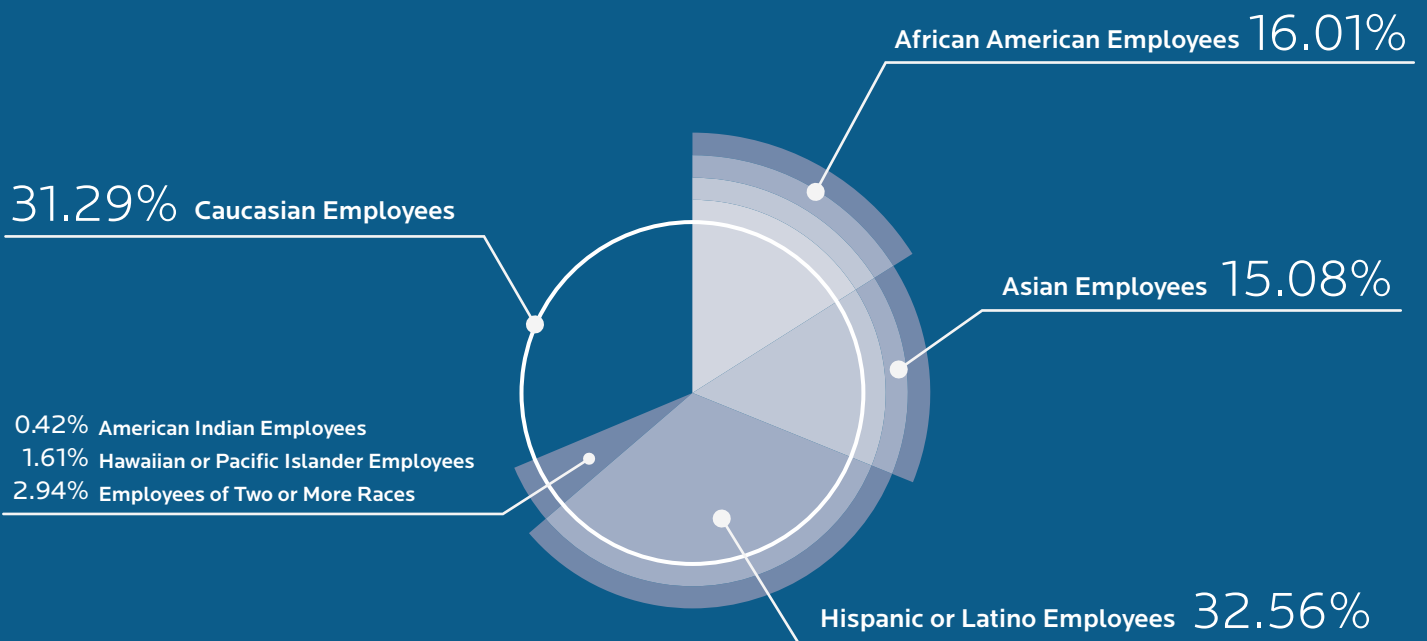 African American Employees 16.01%
31.29% Caucasian Employees
Asian Employees 15.08%
0.42% American Indian Employees
1.61% Hawaiian or Pacific Islander Employees
2.94% Employees of Two or More Races
Hispanic or Latino Employees 32.56%